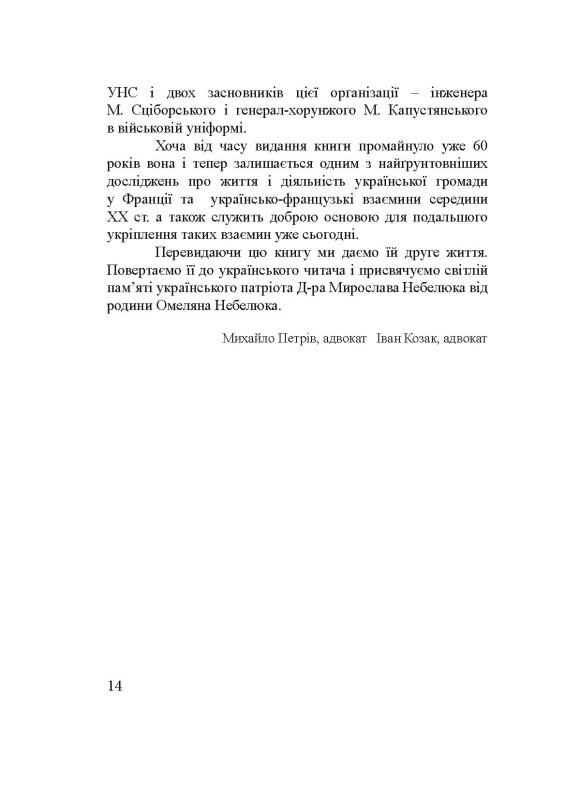 УНС і двох засновників цієї організації – інженера
М. Сціборського і генерал-хорунжого М. Капустянського
в військовій уніформі.
Хоча від часу видання книги промайнуло уже 60
років вона і тепер залишається одним з найґрунтовніших
досліджень про життя і діяльність української громади
у Франції та українсько-французькі взаємини середини
XX ст. а також служить доброю основою для подальшого
укріплення таких взаємин уже сьогодні.
Перевидаючи цю книгу ми даємо їй друге життя.
Повертаємо її до українського читача і присвячуємо світлій
пам’яті українського патріота Д-ра Мирослава Небелюка від
родини Омеляна Небелюка.
Михайло Петрів, адвокат Іван Козак, адвокат
14